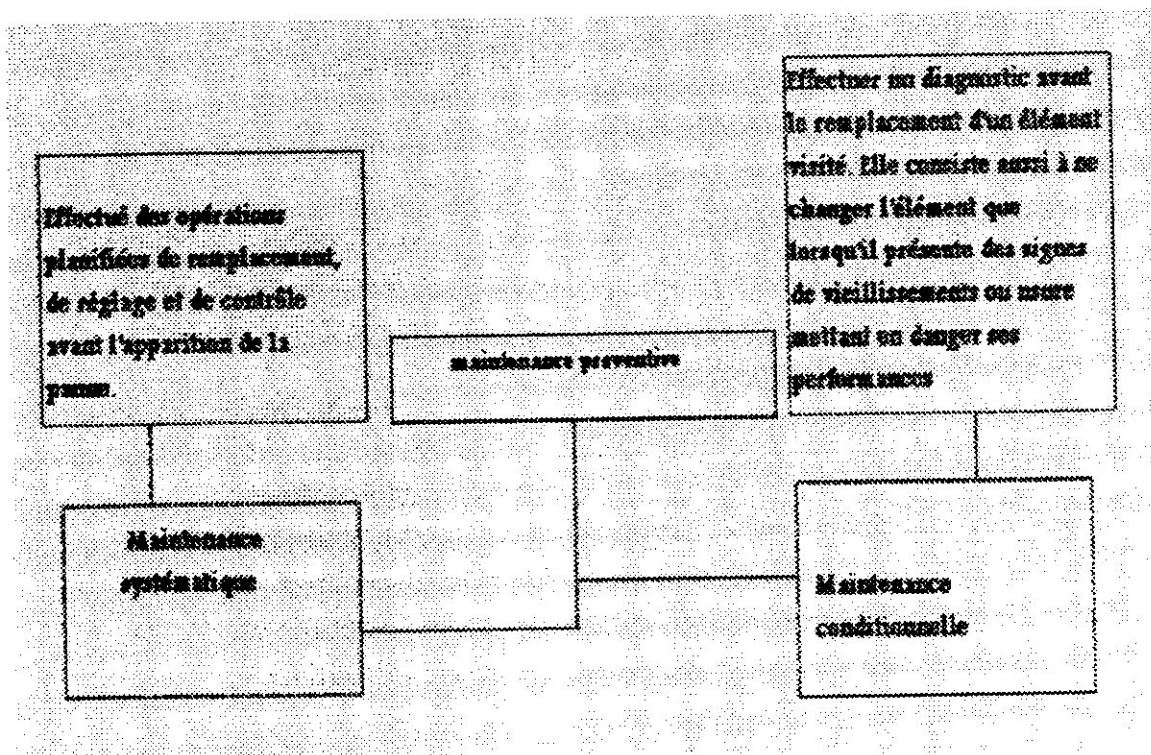 Effectué des opérations
planifiées de remplacement,
de réglage et de contrôle
avant l'apparition de la
panne.
maintenance preventive
Effectuer un diagnostic avant
le remplacement d'un élément
visité. Elle consiste aussi à ne
changer l'élément que
lorsqu'il présente des signes
de vieillissements ou usure
mettant en danger ses
performances
Maintenance
systématique
Maintenance
conditionnelle